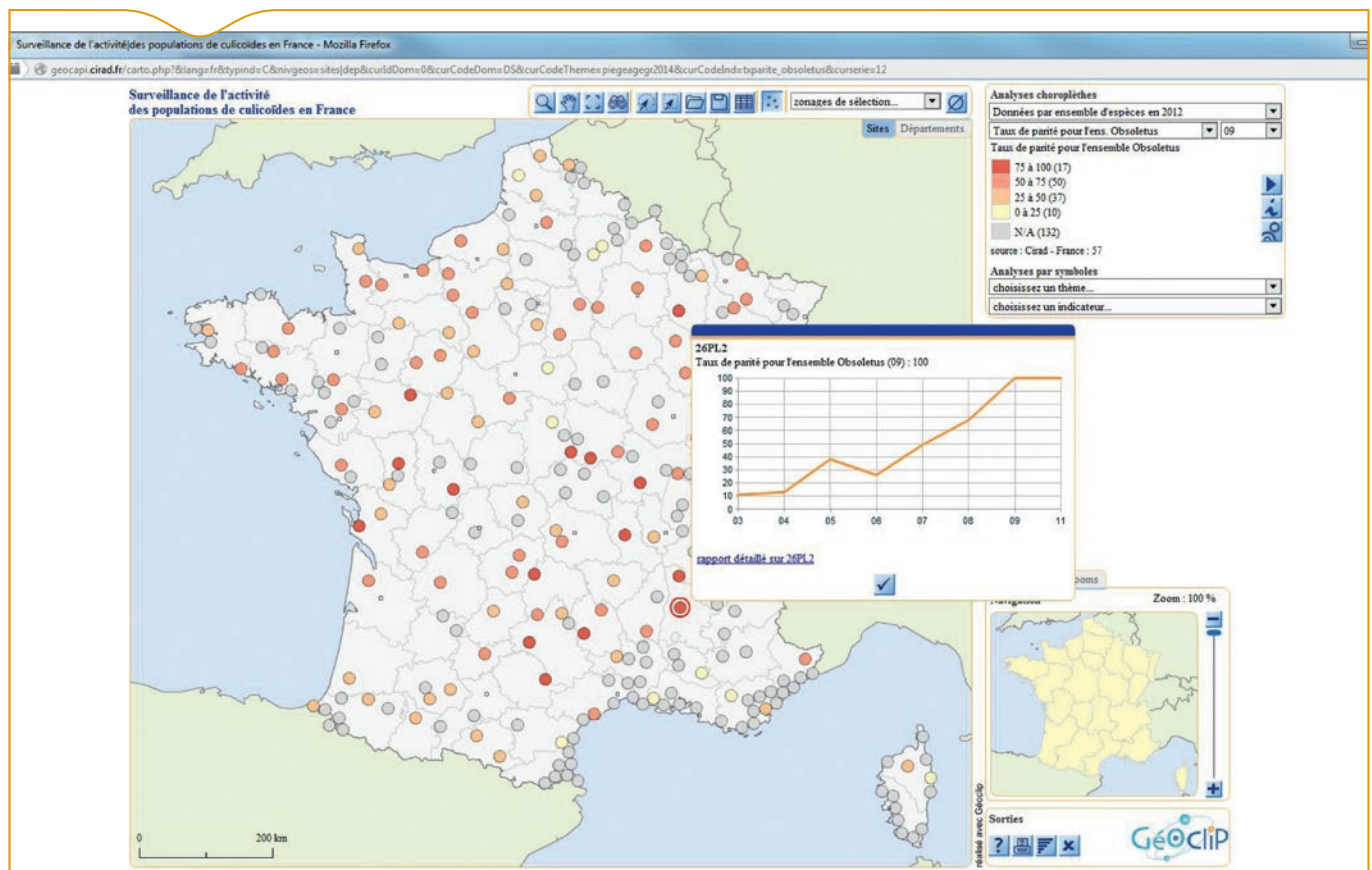 Surveillance de l'activité|des populations de culicoïdes en France - Mozilla Firefox
geocapi.cirad.fr/carto.php?&lang=fr&typind=C&nivgeos=sites|dep&curIdDom=0&curCodeDom=DS&curCodeTheme=piegeagegr2014&curCodeInd=txparite_obsoletus&curserie=12
Surveillance de l'activité
des populations de culicoïdes en France
zonages de sélection...
Sites Départements
Analyses choroplèthes
Données par ensemble d'espèces en 2012
Taux de parité pour l'ens. Obsoletus 09
Taux de parité pour l'ensemble Obsoletus
75 à 100 (17)
50 à 75 (50)
25 à 50 (37)
0 à 25 (10)
N/A (132)
source : Cirad - France : 57
Analyses par symboles
choisissez un thème...
choisissez un indicateur...
26PL2
Taux de parité pour l'ensemble Obsoletus (09) : 100
100
90
80
70
60
50
40
30
20
10
0
03 04 05 06 07 08 09 11
rapport détaillé sur 26PL2
Zoom : 100 %
0 200 km
réalisé avec Géoclip
Sorties
?
GéocliP